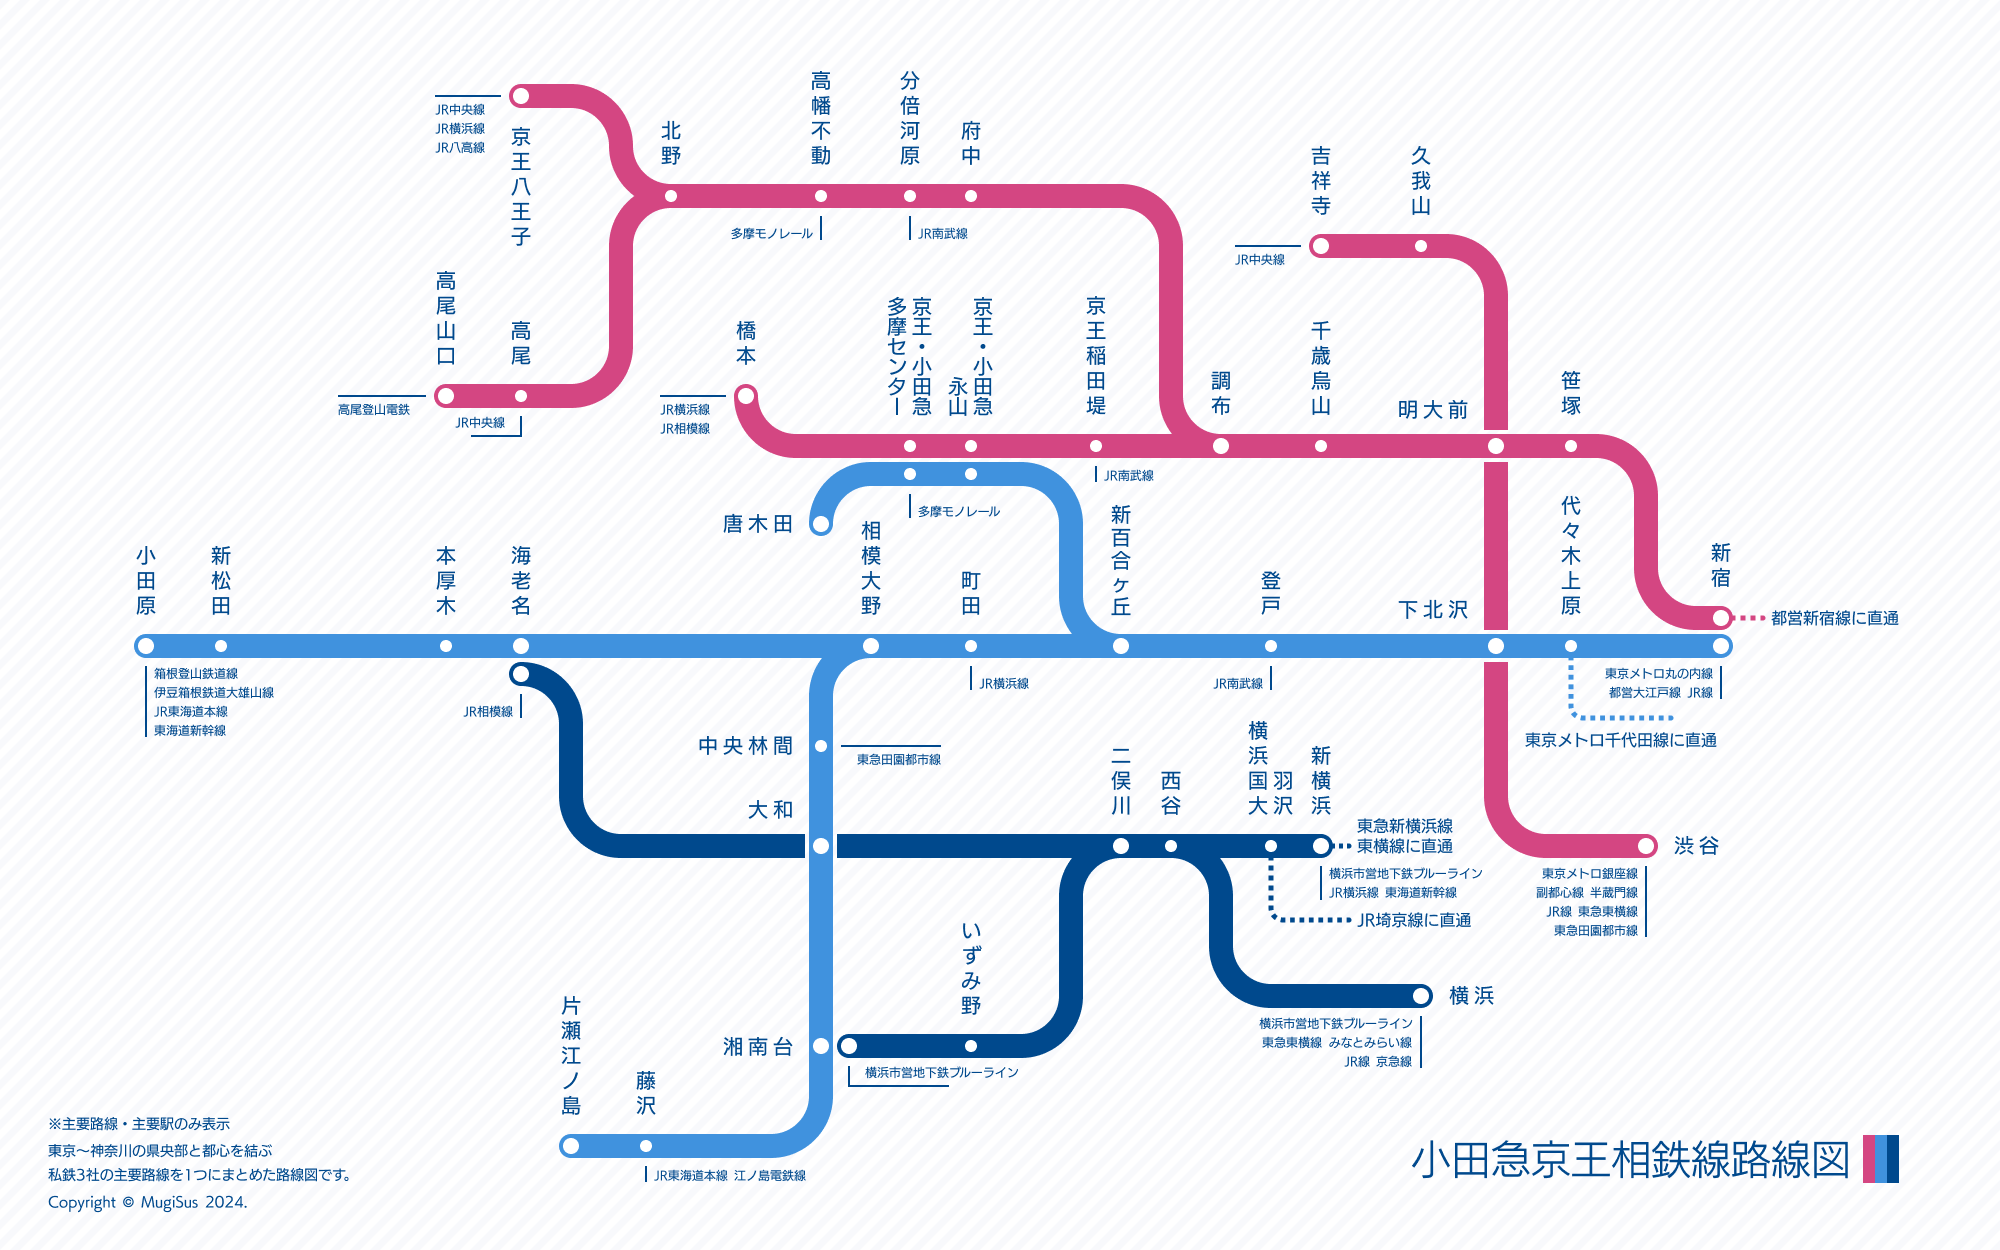 JR中央線
JR横浜線
JR八高線
京王八王子
北野
高幡不動
分倍河原
府中
多摩モノレール
JR南武線
吉祥寺
久我山
JR中央線
高尾山口
高尾
高尾登山電鉄
JR中央線
橋本
JR横浜線
JR相模線
京王・小田急
多摩センター
京王・小田急
永山
京王稲田堤
調布
千歳烏山
明大前
笹塚
JR南武線
多摩モノレール
唐木田
小田原
新松田
本厚木
海老名
相模大野
町田
新百合ヶ丘
登戸
下北沢
代々木上原
新宿
都営新宿線に直通
箱根登山鉄道線
伊豆箱根鉄道大雄山線
JR東海道本線
東海道新幹線
JR相模線
JR横浜線
JR南武線
東京メトロ丸の内線
都営大江戸線 JR線
東京メトロ千代田線に直通
中央林間
東急田園都市線
大和
二俣川
西谷
横浜国大
羽沢
新横浜
東急新横浜線
東横線に直通
横浜市営地下鉄ブルーライン
JR横浜線 東海道新幹線
JR埼京線に直通
渋谷
東京メトロ銀座線
副都心線 半蔵門線
JR線 東急東横線
東急田園都市線
いずみ野
横浜
横浜市営地下鉄ブルーライン
東急東横線 みなとみらい線
JR線 京急線
湘南台
横浜市営地下鉄ブルーライン
片瀬江ノ島
藤沢
JR東海道本線 江ノ島電鉄線
※主要路線・主要駅のみ表示
東京～神奈川の県央部と都心を結ぶ
私鉄3社の主要路線を1つにまとめた路線図です。
Copyright © MugiSus 2024.
小田急京王相鉄線路線図